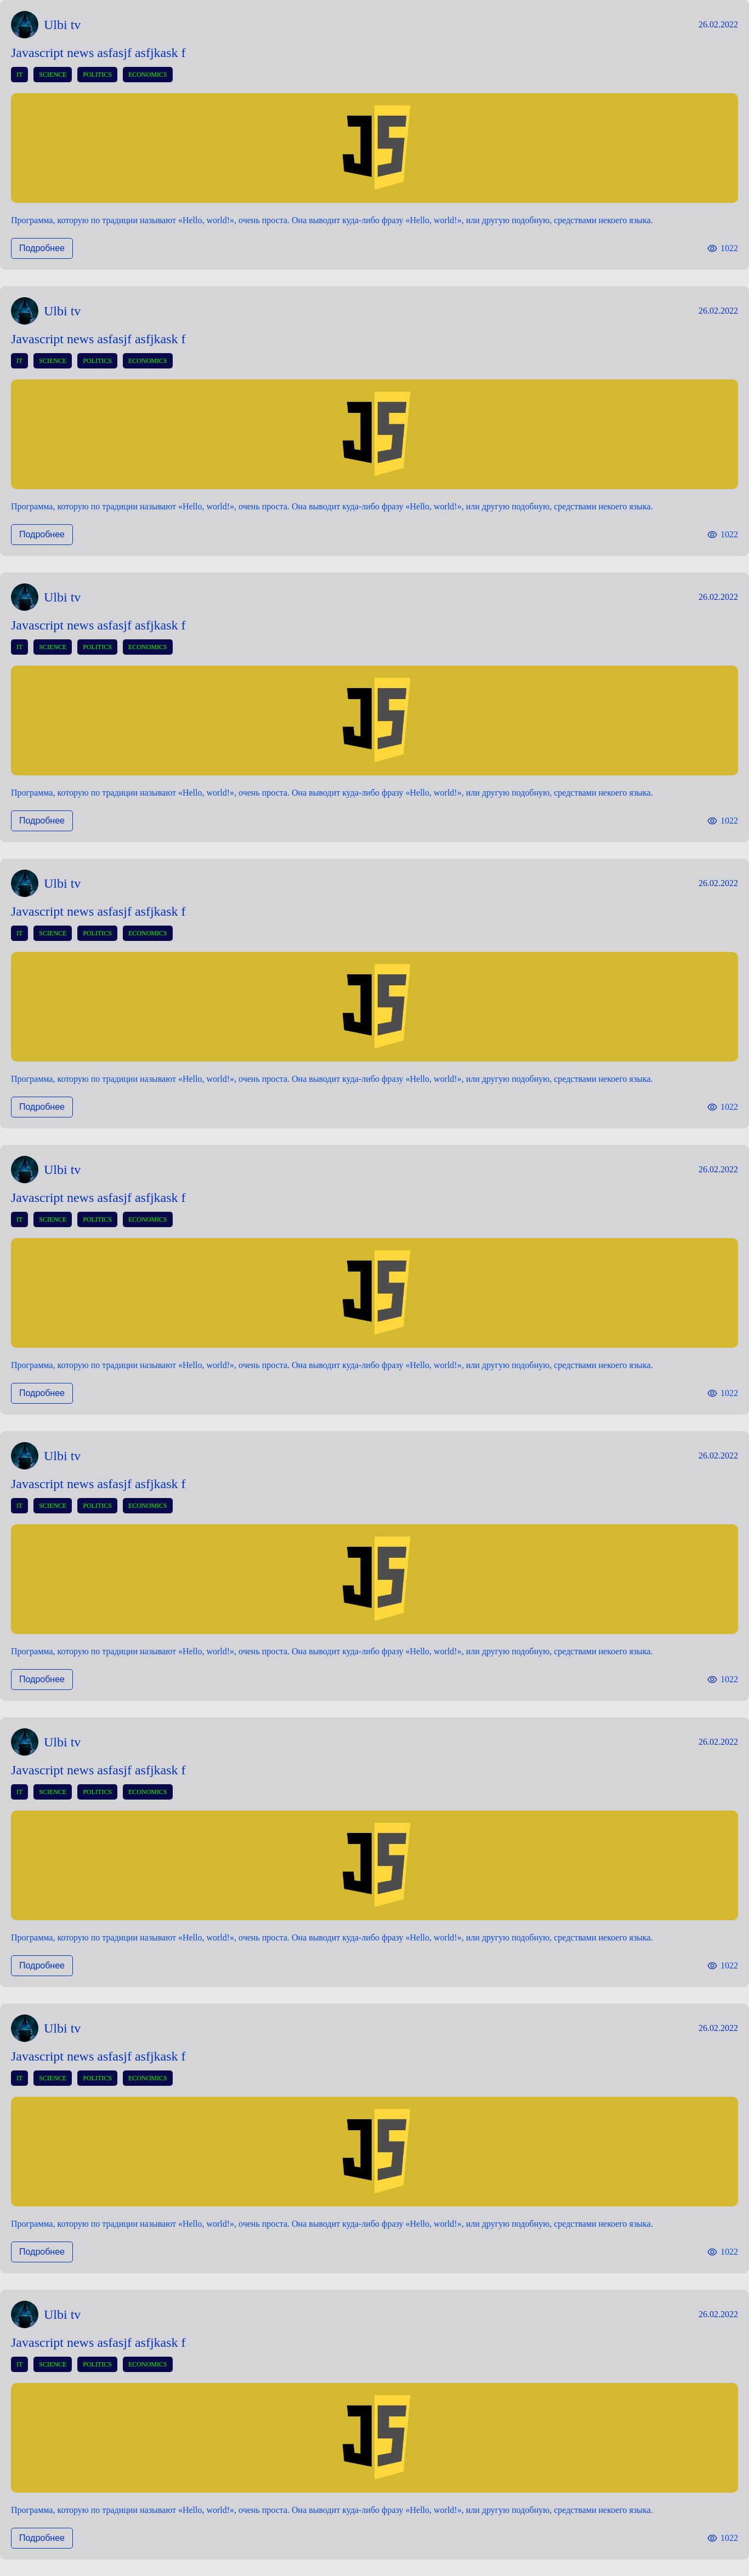 Ulbi tv 26.02.2022
Javascript news asfasjf asfjkask f
IT SCIENCE POLITICS ECONOMICS
JS
Программа, которую по традиции называют «Hello, world!», очень проста. Она выводит куда-либо фразу «Hello, world!», или другую подобную, средствами некоего языка.
Подробнее 1022
Ulbi tv 26.02.2022
Javascript news asfasjf asfjkask f
IT SCIENCE POLITICS ECONOMICS
JS
Программа, которую по традиции называют «Hello, world!», очень проста. Она выводит куда-либо фразу «Hello, world!», или другую подобную, средствами некоего языка.
Подробнее 1022
Ulbi tv 26.02.2022
Javascript news asfasjf asfjkask f
IT SCIENCE POLITICS ECONOMICS
JS
Программа, которую по традиции называют «Hello, world!», очень проста. Она выводит куда-либо фразу «Hello, world!», или другую подобную, средствами некоего языка.
Подробнее 1022
Ulbi tv 26.02.2022
Javascript news asfasjf asfjkask f
IT SCIENCE POLITICS ECONOMICS
JS
Программа, которую по традиции называют «Hello, world!», очень проста. Она выводит куда-либо фразу «Hello, world!», или другую подобную, средствами некоего языка.
Подробнее 1022
Ulbi tv 26.02.2022
Javascript news asfasjf asfjkask f
IT SCIENCE POLITICS ECONOMICS
JS
Программа, которую по традиции называют «Hello, world!», очень проста. Она выводит куда-либо фразу «Hello, world!», или другую подобную, средствами некоего языка.
Подробнее 1022
Ulbi tv 26.02.2022
Javascript news asfasjf asfjkask f
IT SCIENCE POLITICS ECONOMICS
JS
Программа, которую по традиции называют «Hello, world!», очень проста. Она выводит куда-либо фразу «Hello, world!», или другую подобную, средствами некоего языка.
Подробнее 1022
Ulbi tv 26.02.2022
Javascript news asfasjf asfjkask f
IT SCIENCE POLITICS ECONOMICS
JS
Программа, которую по традиции называют «Hello, world!», очень проста. Она выводит куда-либо фразу «Hello, world!», или другую подобную, средствами некоего языка.
Подробнее 1022
Ulbi tv 26.02.2022
Javascript news asfasjf asfjkask f
IT SCIENCE POLITICS ECONOMICS
JS
Программа, которую по традиции называют «Hello, world!», очень проста. Она выводит куда-либо фразу «Hello, world!», или другую подобную, средствами некоего языка.
Подробнее 1022
Ulbi tv 26.02.2022
Javascript news asfasjf asfjkask f
IT SCIENCE POLITICS ECONOMICS
JS
Программа, которую по традиции называют «Hello, world!», очень проста. Она выводит куда-либо фразу «Hello, world!», или другую подобную, средствами некоего языка.
Подробнее 1022